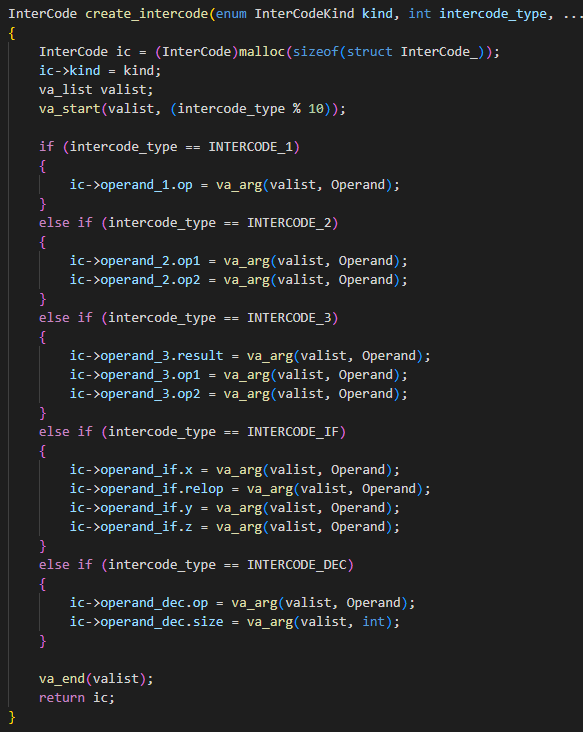 InterCode create_intercode(enum InterCodeKind kind, int intercode_type, ...
{
    InterCode ic = (InterCode)malloc(sizeof(struct InterCode_));
    ic->kind = kind;
    va_list valist;
    va_start(valist, (intercode_type % 10));

    if (intercode_type == INTERCODE_1)
    {
        ic->operand_1.op = va_arg(valist, Operand);
    }
    else if (intercode_type == INTERCODE_2)
    {
        ic->operand_2.op1 = va_arg(valist, Operand);
        ic->operand_2.op2 = va_arg(valist, Operand);
    }
    else if (intercode_type == INTERCODE_3)
    {
        ic->operand_3.result = va_arg(valist, Operand);
        ic->operand_3.op1 = va_arg(valist, Operand);
        ic->operand_3.op2 = va_arg(valist, Operand);
    }
    else if (intercode_type == INTERCODE_IF)
    {
        ic->operand_if.x = va_arg(valist, Operand);
        ic->operand_if.relop = va_arg(valist, Operand);
        ic->operand_if.y = va_arg(valist, Operand);
        ic->operand_if.z = va_arg(valist, Operand);
    }
    else if (intercode_type == INTERCODE_DEC)
    {
        ic->operand_dec.op = va_arg(valist, Operand);
        ic->operand_dec.size = va_arg(valist, int);
    }

    va_end(valist);
    return ic;
}